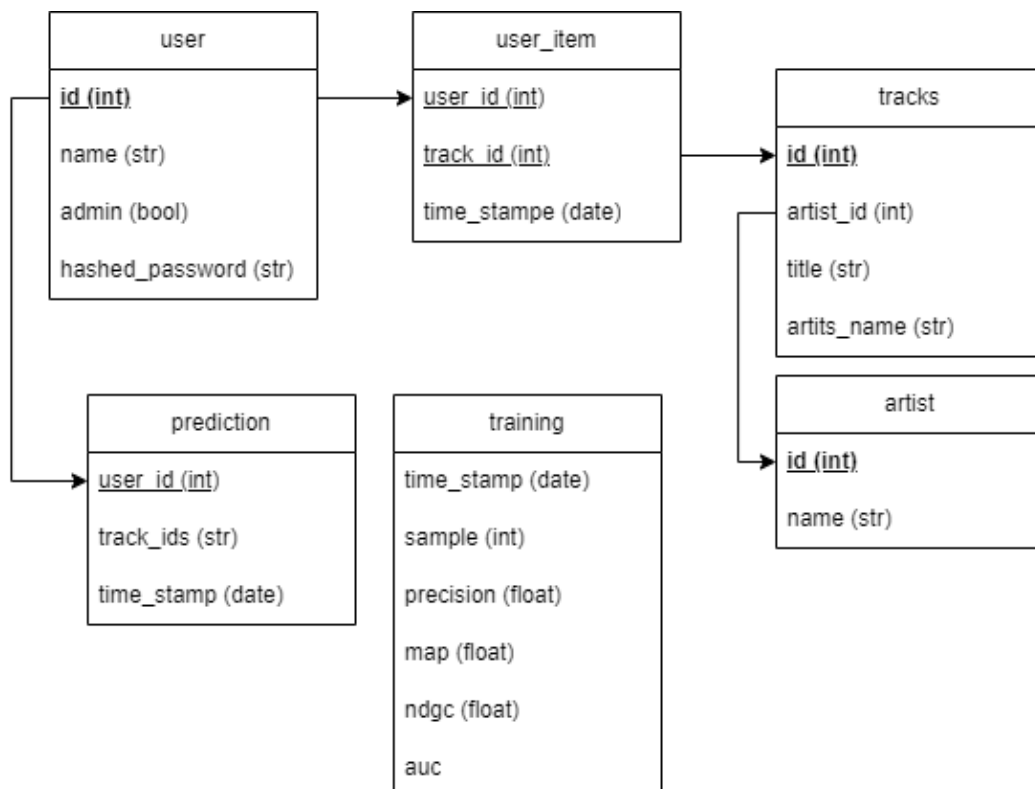 user
id (int)
name (str)
admin (bool)
hashed_password (str)
user_item
user_id (int)
track_id (int)
time_stampe (date)
tracks
id (int)
artist_id (int)
title (str)
artits_name (str)
prediction
user_id (int)
track_ids (str)
time_stamp (date)
training
time_stamp (date)
sample (int)
precision (float)
map (float)
ndgc (float)
auc
artist
id (int)
name (str)